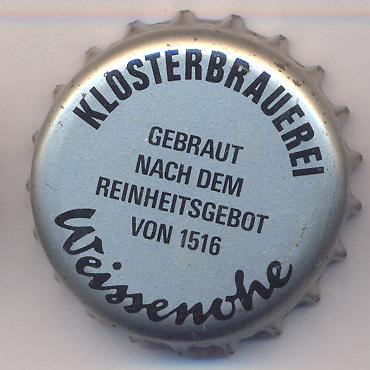 KLOSTERBRAUEREI
GEBRAUT
NACH DEM
REINHEITSGEBOT
VON 1516
Weissenohe